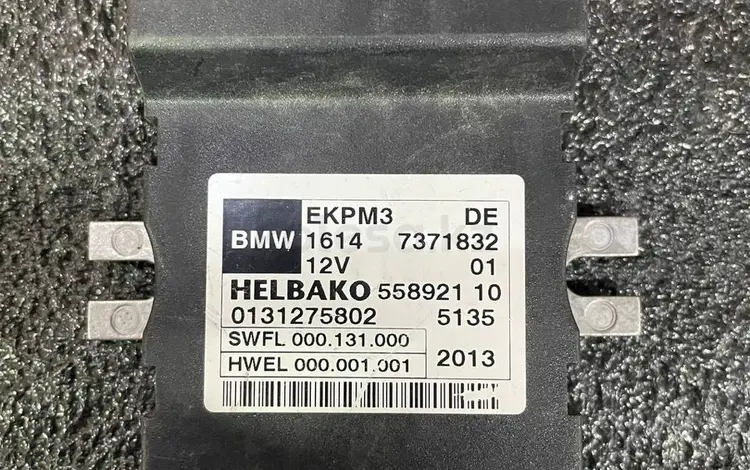 EKPM3 DE
BMW 1614 7371832
12V 01
HELBAKO 558921 10
0131275802 5135
SWFL 000.131.000
HWEL 000.001.001 2013